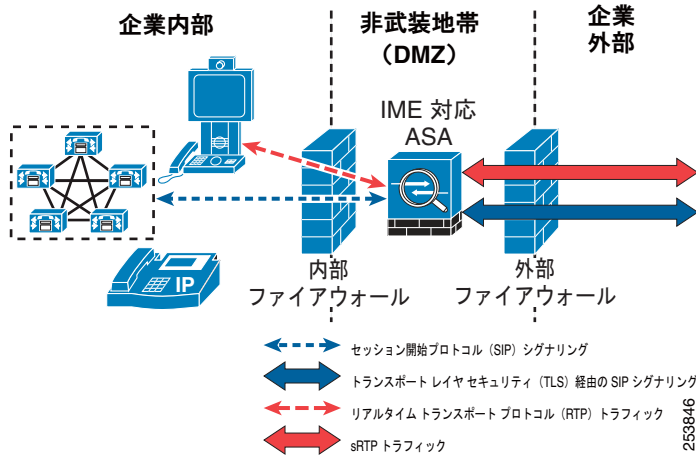 企業内部
非武装地帯
（DMZ）
企業
外部
IME 対応
ASA
IP
内部
ファイアウォール
外部
ファイアウォール
セッション開始プロトコル（SIP）シグナリング
トランスポート レイヤ セキュリティ（TLS）経由の SIP シグナリング
リアルタイム トランスポート プロトコル（RTP）トラフィック
sRTP トラフィック
253846